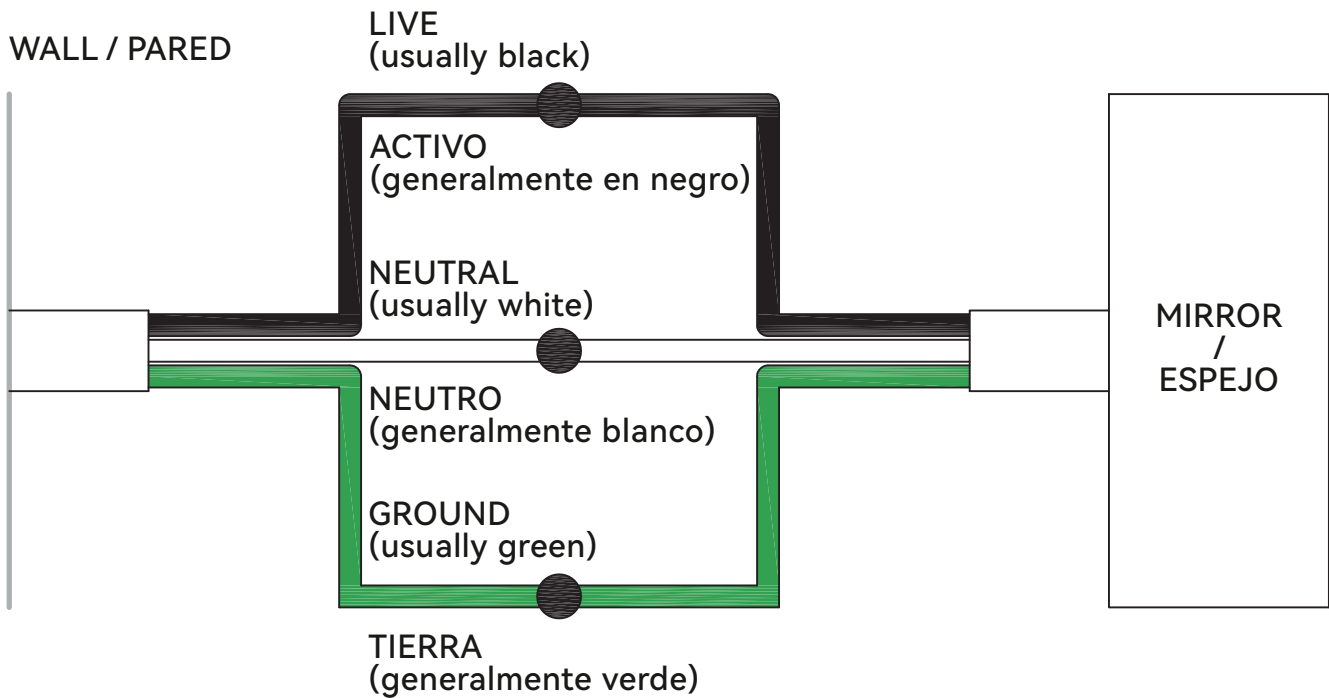 WALL / PARED
LIVE
(usually black)
ACTIVO
(generalmente en negro)
NEUTRAL
(usually white)
NEUTRO
(generalmente blanco)
GROUND
(usually green)
TIERRA
(generalmente verde)
MIRROR
/
ESPEJO